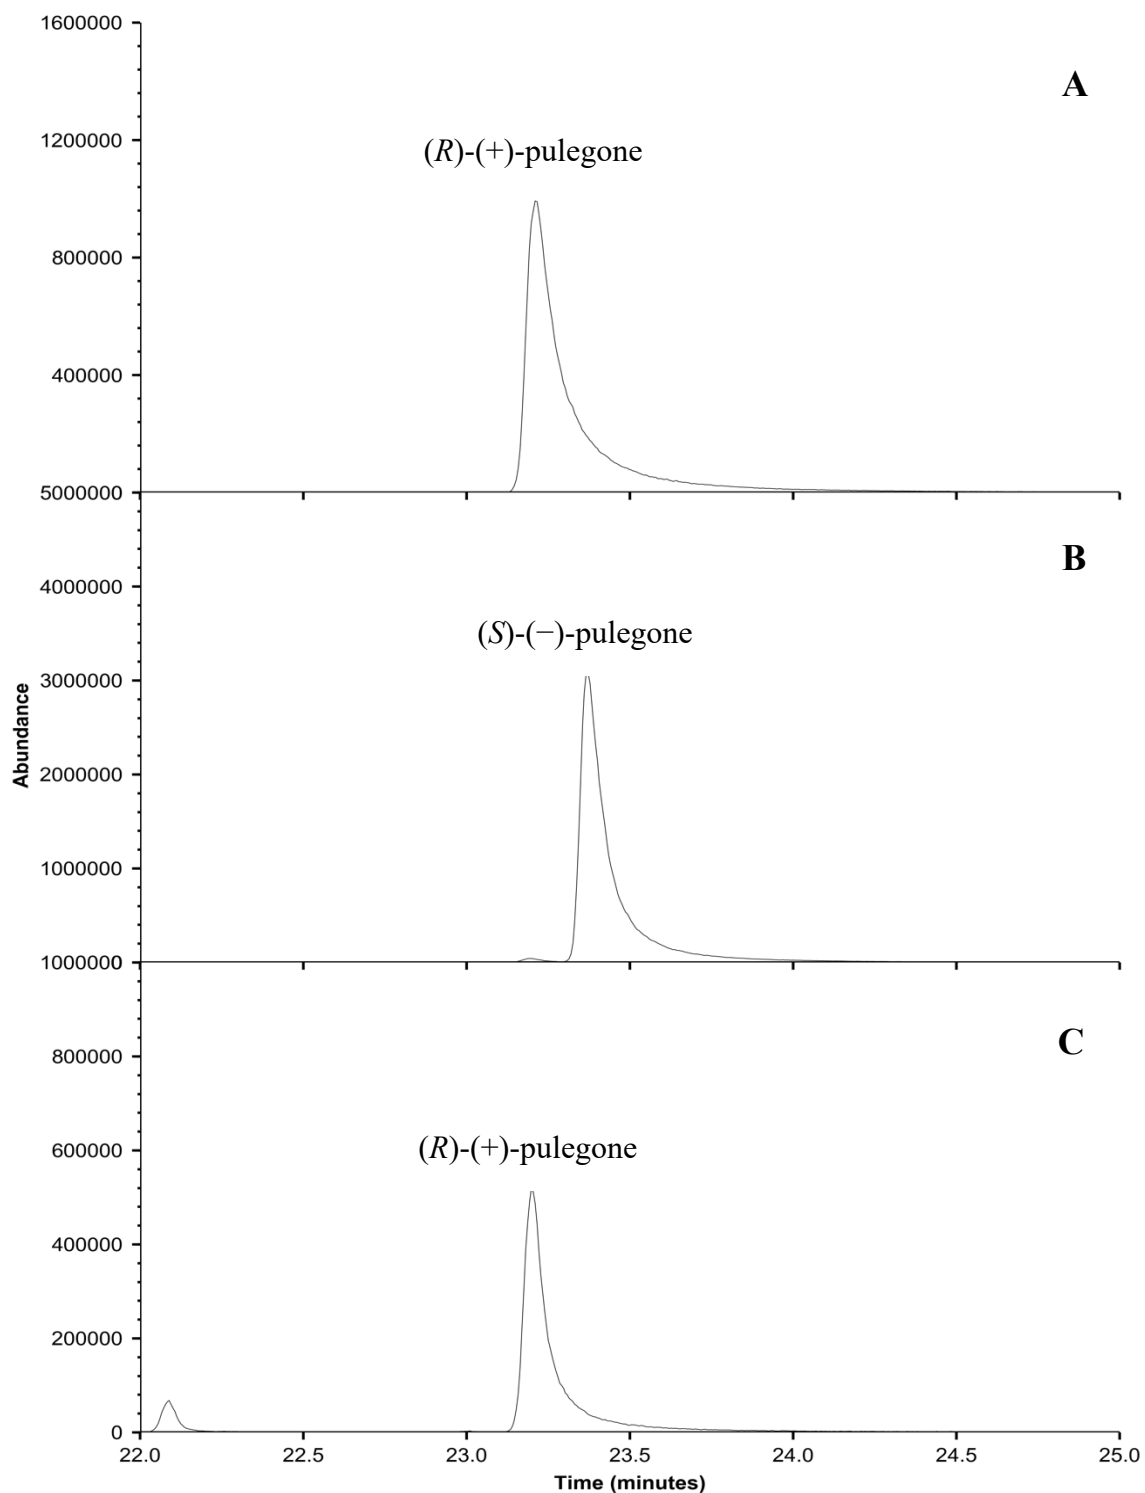 1600000
A
1200000
(R)-(+)-pulegone
800000
400000
5000000
B
4000000
(S)-(−)-pulegone
3000000
Abundance
2000000
1000000
1000000
C
800000
600000
(R)-(+)-pulegone
400000
200000
0
22.0 22.5 23.0 23.5 24.0 24.5 25.0
Time (minutes)